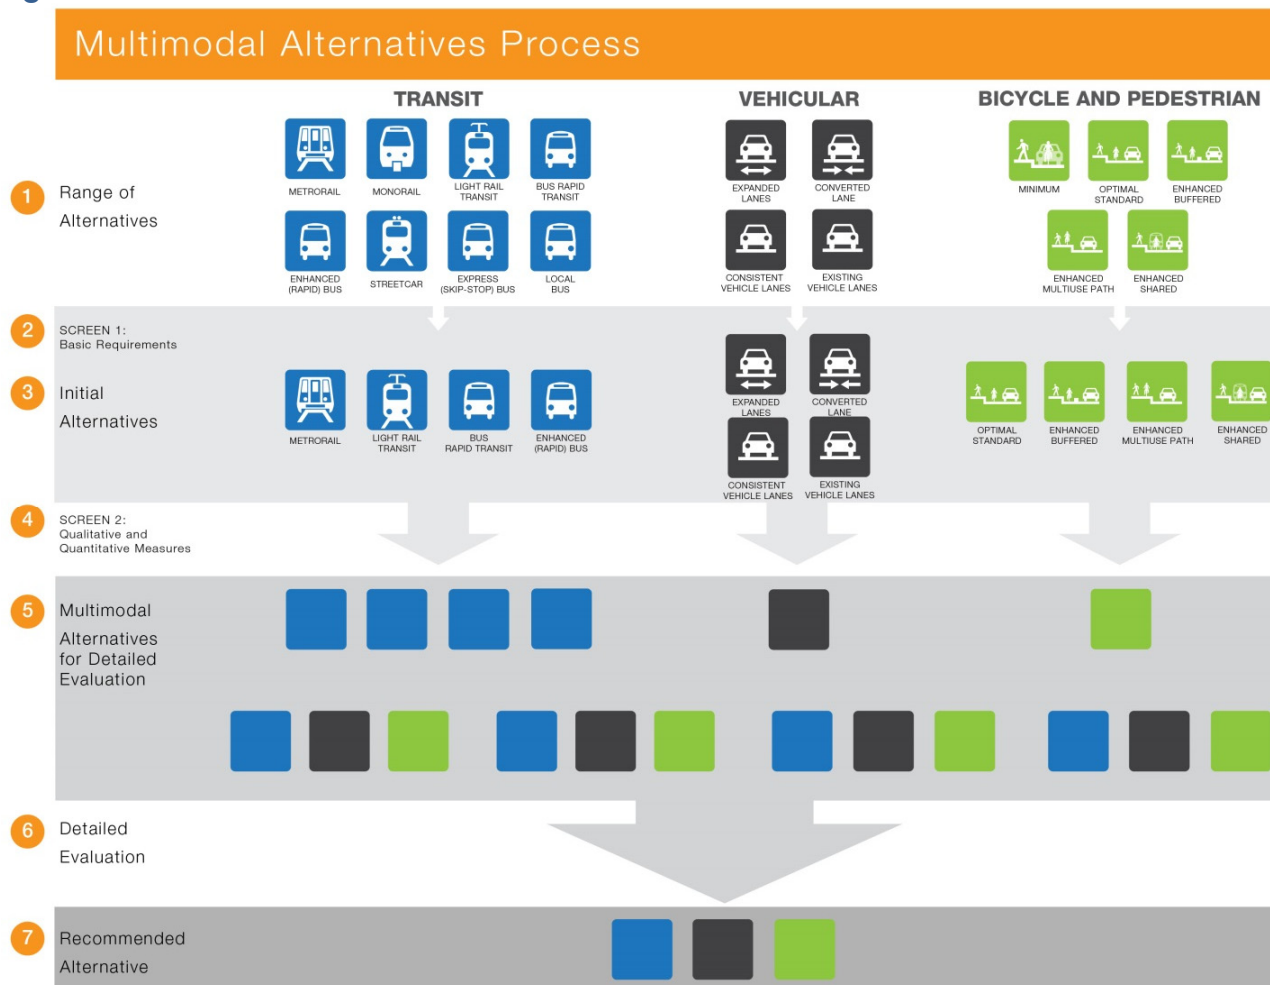 Multimodal Alternatives Process
TRANSIT
VEHICULAR
BICYCLE AND PEDESTRIAN
1
Range of
Alternatives
METRORAIL
MONORAIL
LIGHT RAIL
TRANSIT
BUS RAPID
TRANSIT
EXPANDED
LANES
CONVERTED
LANE
MINIMUM
OPTIMAL
STANDARD
ENHANCED
BUFFERED
ENHANCED
(RAPID) BUS
STREETCAR
EXPRESS
(SKIP-STOP) BUS
LOCAL
BUS
CONSISTENT
VEHICLE LANES
EXISTING
VEHICLE LANES
ENHANCED
MULTIUSE PATH
ENHANCED
SHARED
2
SCREEN 1:
Basic Requirements
3
Initial
Alternatives
METRORAIL
LIGHT RAIL
TRANSIT
BUS
RAPID TRANSIT
ENHANCED
(RAPID) BUS
EXPANDED
LANES
CONVERTED
LANE
CONSISTENT
VEHICLE LANES
EXISTING
VEHICLE LANES
OPTIMAL
STANDARD
ENHANCED
BUFFERED
ENHANCED
MULTIUSE PATH
ENHANCED
SHARED
4
SCREEN 2:
Qualitative and
Quantitative Measures
5
Multimodal
Alternatives
for Detailed
Evaluation
6
Detailed
Evaluation
7
Recommended
Alternative